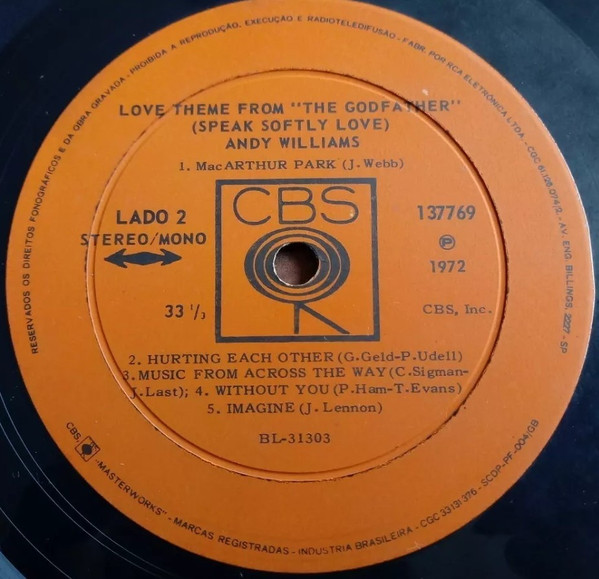 RESERVADOS OS DIREITOS FONOGRÁFICOS E DA OBRA GRAVADA - PROIBIDA A REPRODUÇÃO, EXECUÇÃO E RADIOTELEDIFUSÃO - FABR. POR RCA ELETRÔNICA LTDA. - CGC 61.126.074/2 - AV. ENG. BILLINGS, 2227 - SP
LOVE THEME FROM "THE GODFATHER"
(SPEAK SOFTLY LOVE)
ANDY WILLIAMS
1. MacARTHUR PARK (J. Webb)
CBS
LADO 2
STEREO/MONO
33 1/3
137769
Ⓟ
1972
CBS, Inc.
2. HURTING EACH OTHER (G. Geld-P. Udell)
3. MUSIC FROM ACROSS THE WAY (C. Sigman-
J. Last); 4. WITHOUT YOU (P. Ham-T. Evans)
5. IMAGINE (J. Lennon)
BL-31303
CBS, -"MASTERWORKS" - MARCAS REGISTRADAS - INDUSTRIA BRASILEIRA - CGC 33131376 - SCDP-PF-004/GB